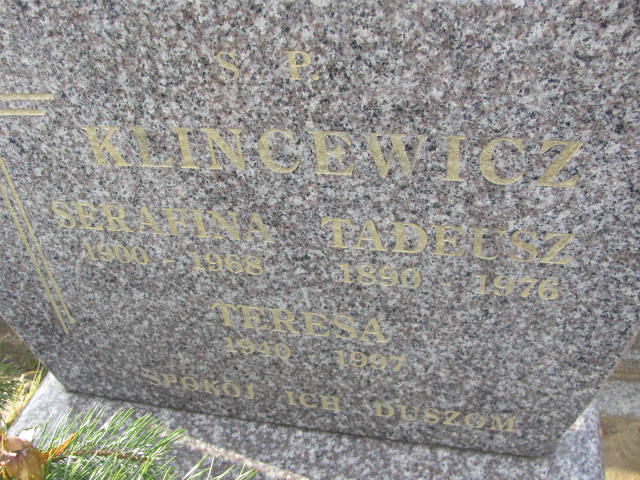 Ś. P.
KLINCEWICZ
SERAFINA TADEUSZ
1900 - 1968 1890 - 1976
TERESA
1940 - 1997
SPOKÓJ ICH DUSZOM